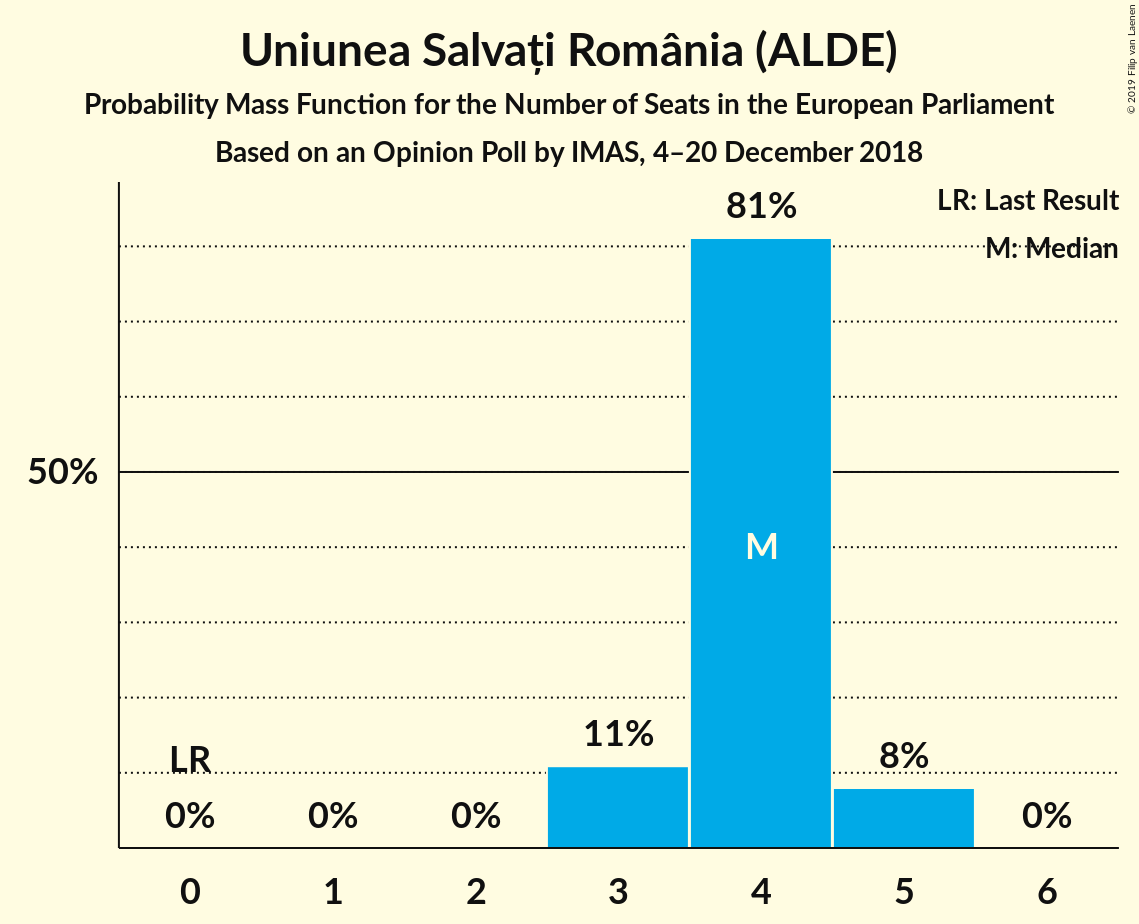 Uniunea Salvați România (ALDE)
Probability Mass Function for the Number of Seats in the European Parliament
Based on an Opinion Poll by IMAS, 4–20 December 2018
© 2019 Filip van Laenen
LR: Last Result
M: Median
81%
50%
M
11%
8%
LR
0%
0%
0%
0%
0
1
2
3
4
5
6